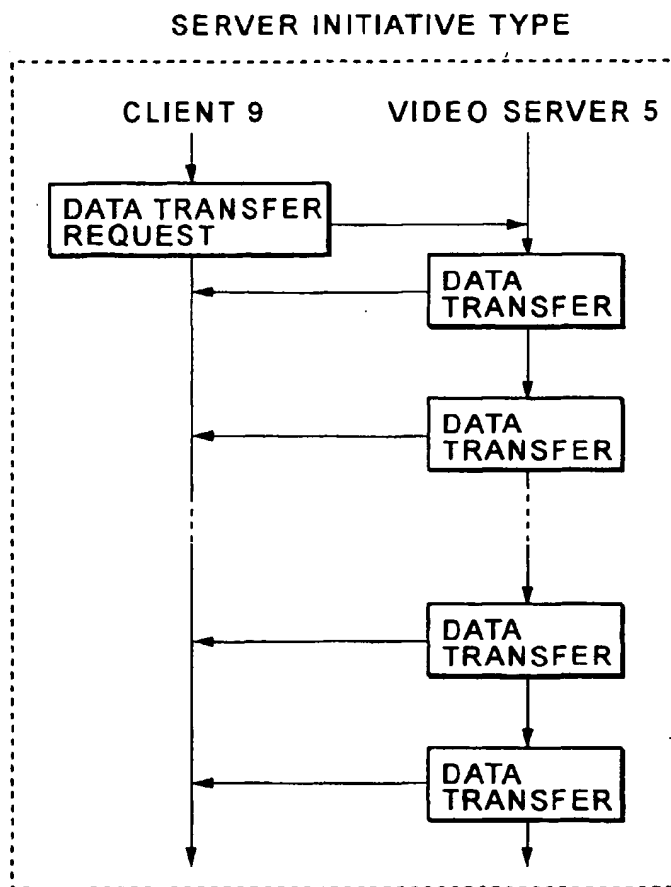 SERVER INITIATIVE TYPE
CLIENT 9
VIDEO SERVER 5
DATA TRANSFER
REQUEST
DATA
TRANSFER
DATA
TRANSFER
DATA
TRANSFER
DATA
TRANSFER